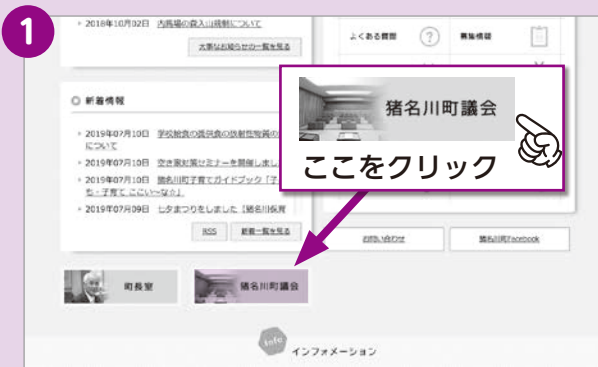 1
2018年10月02日 内馬場の森入山規制について
大事なお知らせの一覧を見る
よくある質問
募集情報
新着情報
2019年07月10日 学校給食の提供食の放射性物質の
について
2019年07月10日 空き家対策セミナーを開催しまし
2019年07月10日 猪名川町子育てガイドブック「子
ち・子育て ここい〜な☆」
2019年07月09日 七夕まつりをしました【猪名川保育
RSS
新着一覧を見る
猪名川町議会
ここをクリック
お問い合わせ
猪名川町Facebook
町長室
猪名川町議会
Info
インフォメーション